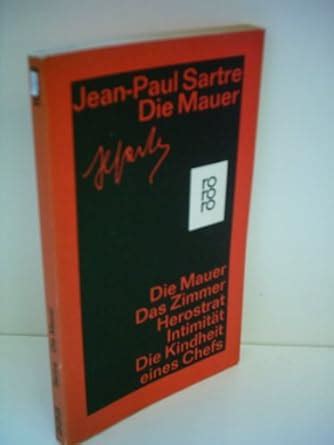 Jean-Paul Sartre
Die Mauer
rororo
Die Mauer
Das Zimmer
Herostrat
Intimität
Die Kindheit
eines Chefs